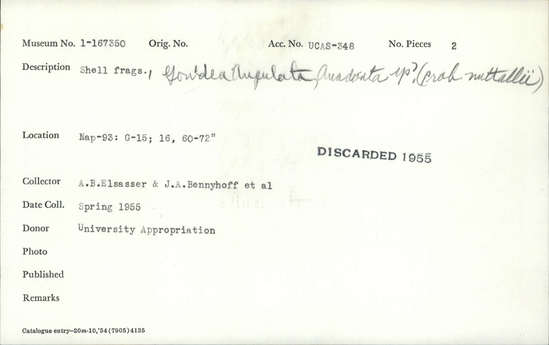 Museum No. 1-167350 Orig. No. Acc. No. UCAS-348 No. Pieces 2
Description Shell frags., Gonidea Angulata, Anodonta sp? (prob nuttallii)
Location Nap-93: G-15; 16, 60-72"
DISCARDED 1955
Collector A.B.Elsasser & J.A.Bennyhoff et al
Date Coll. Spring 1955
Donor University Appropriation
Photo
Published
Remarks
Catalogue entry—20m-10,'54 (7905) 4135